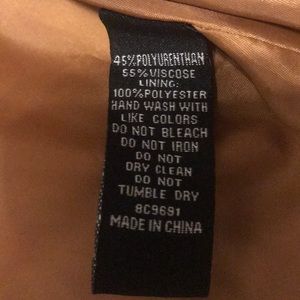 45%POLYURENTHAN
55%VISCOSE
LINING:
100%POLYESTER
HAND WASH WITH
LIKE COLORS
DO NOT BLEACH
DO NOT IRON
DO NOT
DRY CLEAN
DO NOT
TUMBLE DRY
8C9691
MADE IN CHINA